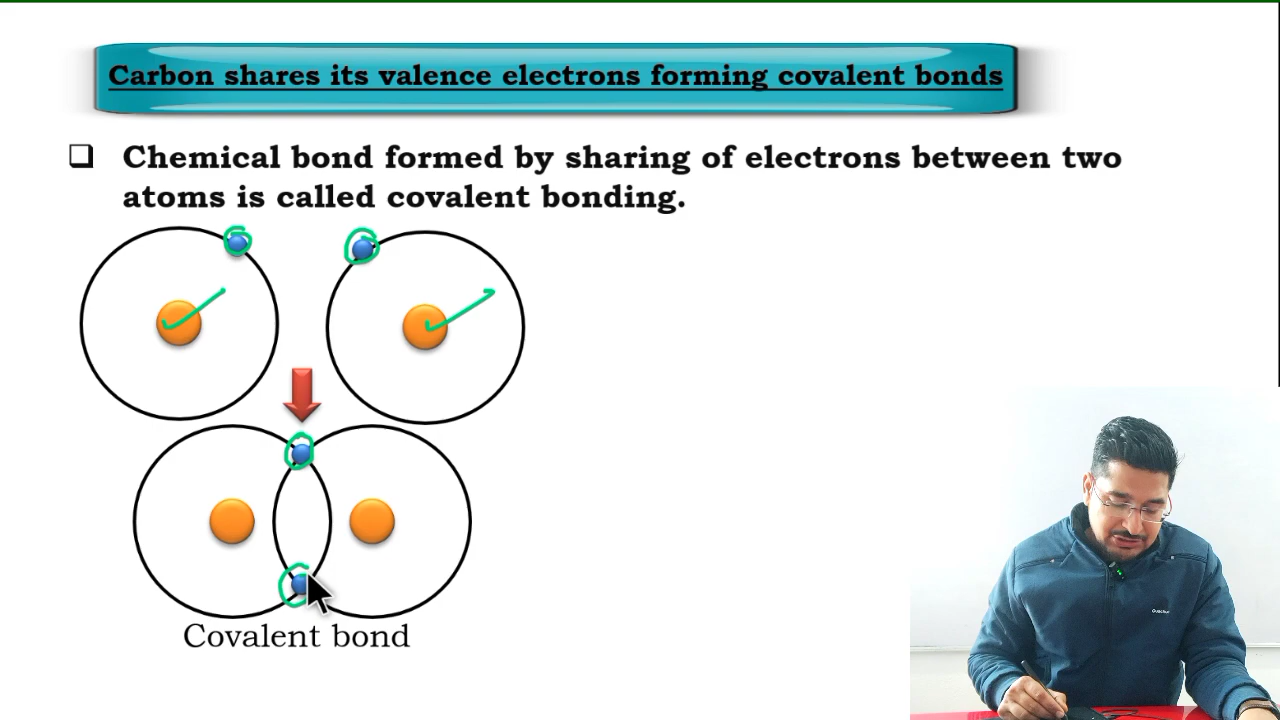 Carbon shares its valence electrons forming covalent bonds
❑ Chemical bond formed by sharing of electrons between two
atoms is called covalent bonding.
Covalent bond